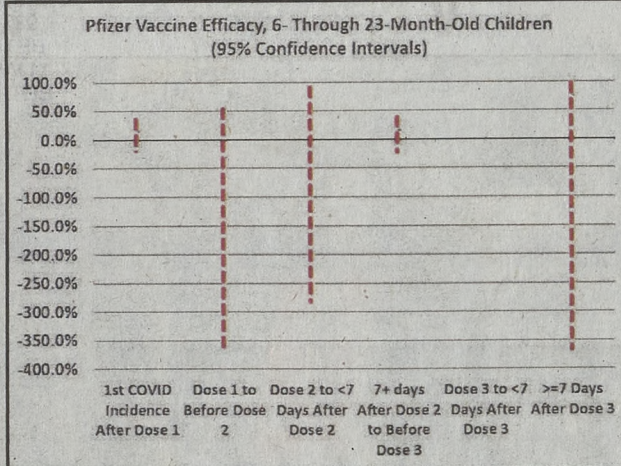 Pfizer Vaccine Efficacy, 6- Through 23-Month-Old Children
(95% Confidence Intervals)
100.0%
50.0%
0.0%
-50.0%
-100.0%
-150.0%
-200.0%
-250.0%
-300.0%
-350.0%
-400.0%
1st COVID
Incidence
After Dose 1
Dose 1 to
Before Dose
2
Dose 2 to <7
Days After
Dose 2
7+ days
After Dose 2
to Before
Dose 3
Dose 3 to <7
Days After
Dose 3
>=7 Days
After Dose 3